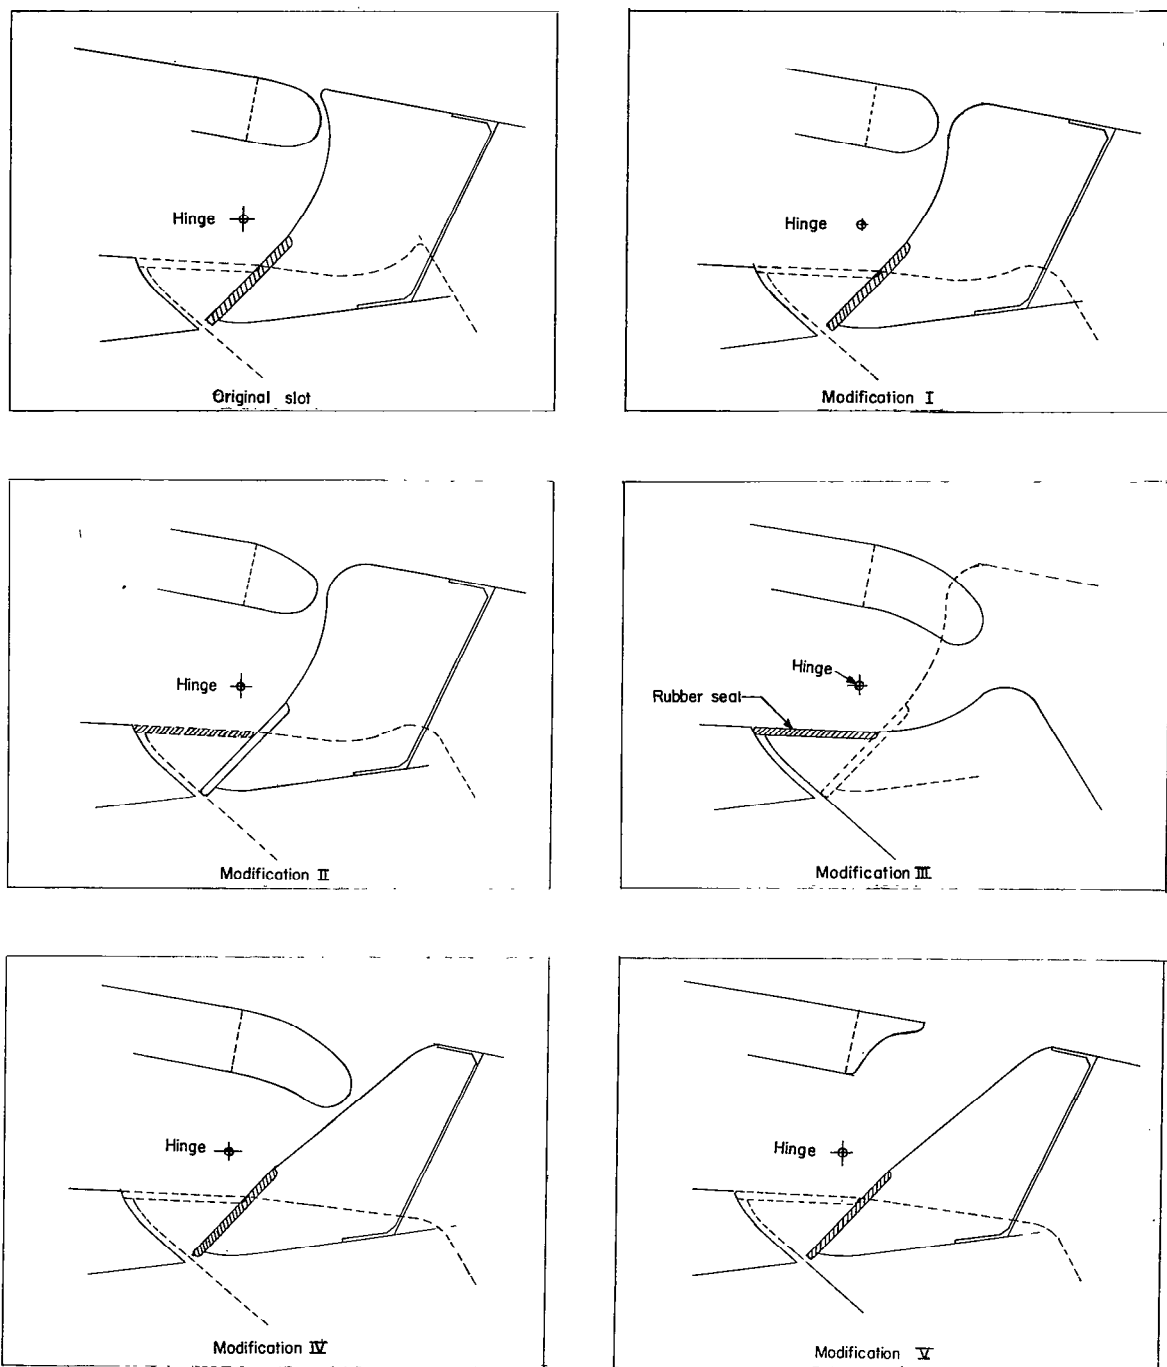 Hinge
Original slot
Hinge
Modification I
Hinge
Modification II
Hinge
Rubber seal
Modification III
Hinge
Modification IV
Hinge
Modification V